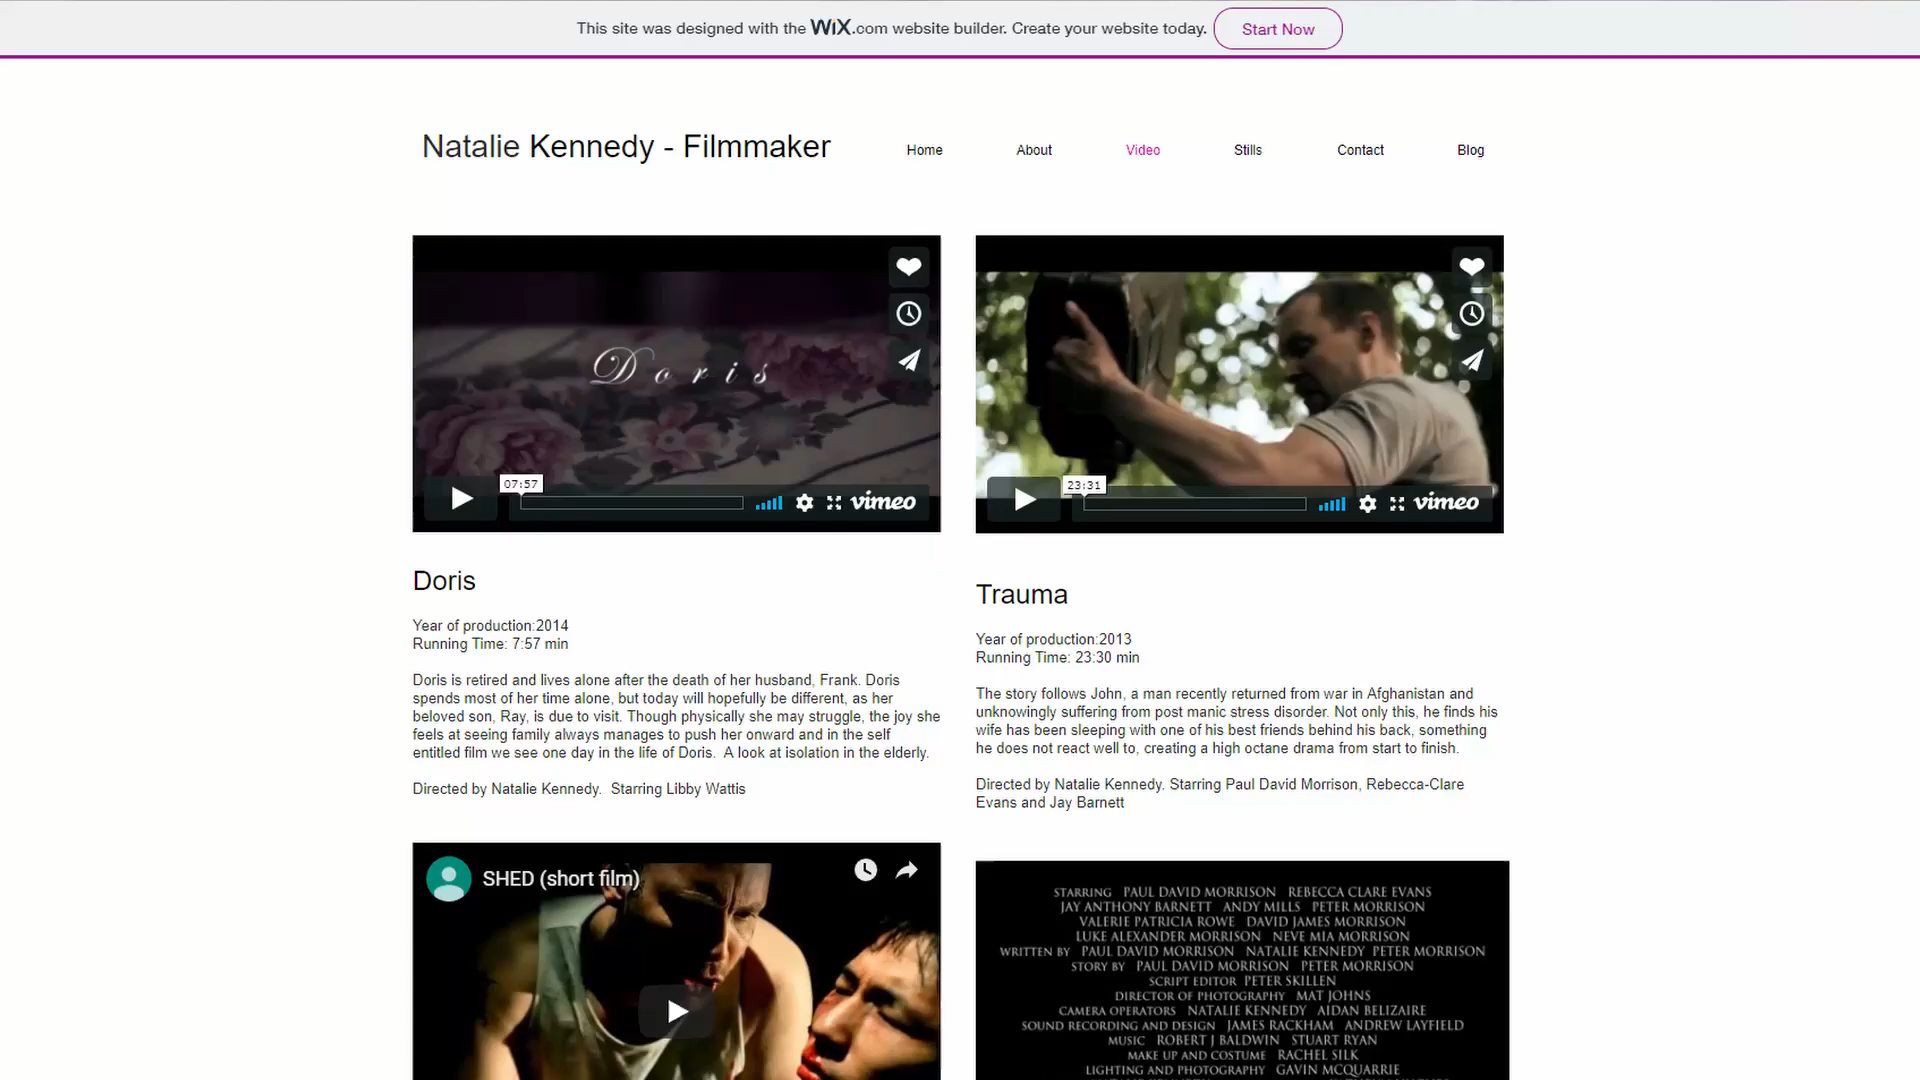 This site was designed with the WiX.com website builder. Create your website today. Start Now
Natalie Kennedy - Filmmaker
Home About Video Stills Contact Blog
Doris
07:57
vimeo
23:31
vimeo
Doris
Year of production:2014
Running Time: 7:57 min
Doris is retired and lives alone after the death of her husband, Frank. Doris
spends most of her time alone, but today will hopefully be different, as her
beloved son, Ray, is due to visit. Though physically she may struggle, the joy she
feels at seeing family always manages to push her onward and in the self
entitled film we see one day in the life of Doris.  A look at isolation in the elderly.
Directed by Natalie Kennedy.  Starring Libby Wattis
Trauma
Year of production:2013
Running Time: 23:30 min
The story follows John, a man recently returned from war in Afghanistan and
unknowingly suffering from post manic stress disorder. Not only this, he finds his
wife has been sleeping with one of his best friends behind his back, something
he does not react well to, creating a high octane drama from start to finish.
Directed by Natalie Kennedy. Starring Paul David Morrison, Rebecca-Clare
Evans and Jay Barnett
SHED (short film)
STARRING PAUL DAVID MORRISON REBECCA CLARE EVANS
JAY ANTHONY BARNETT ANDY MILLS PETER MORRISON
VALERIE PATRICIA ROWE DAVID JAMES MORRISON
LUKE ALEXANDER MORRISON NEVE MIA MORRISON
WRITTEN BY PAUL DAVID MORRISON NATALIE KENNEDY PETER MORRISON
STORY BY PAUL DAVID MORRISON PETER MORRISON
SCRIPT EDITOR PETER SKILLEN
DIRECTOR OF PHOTOGRAPHY MAT JOHNS
CAMERA OPERATORS NATALIE KENNEDY AIDAN BELIZAIRE
SOUND RECORDING AND DESIGN JAMES RACKHAM ANDREW LAYFIELD
MUSIC ROBERT J BALDWIN STUART RYAN
MAKE UP AND COSTUME RACHEL SILK
LIGHTING AND PHOTOGRAPHY GAVIN MCQUARRIE